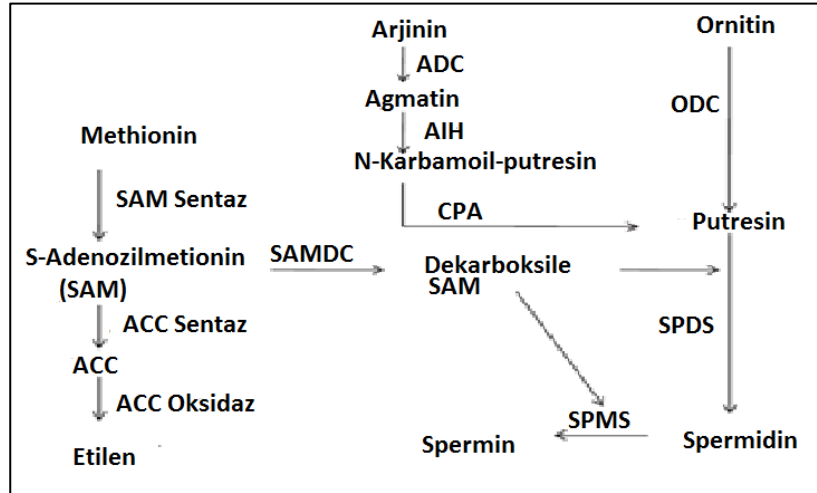 Arjinin
Ornitin
ADC
Agmatin
ODC
AIH
Methionin
N-Karbamoil-putresin
SAM Sentaz
CPA
Putresin
S-Adenozilmetionin
(SAM)
SAMDC
Dekarboksile
SAM
ACC Sentaz
SPDS
ACC
ACC Oksidaz
SPMS
Spermin
Spermidin
Etilen